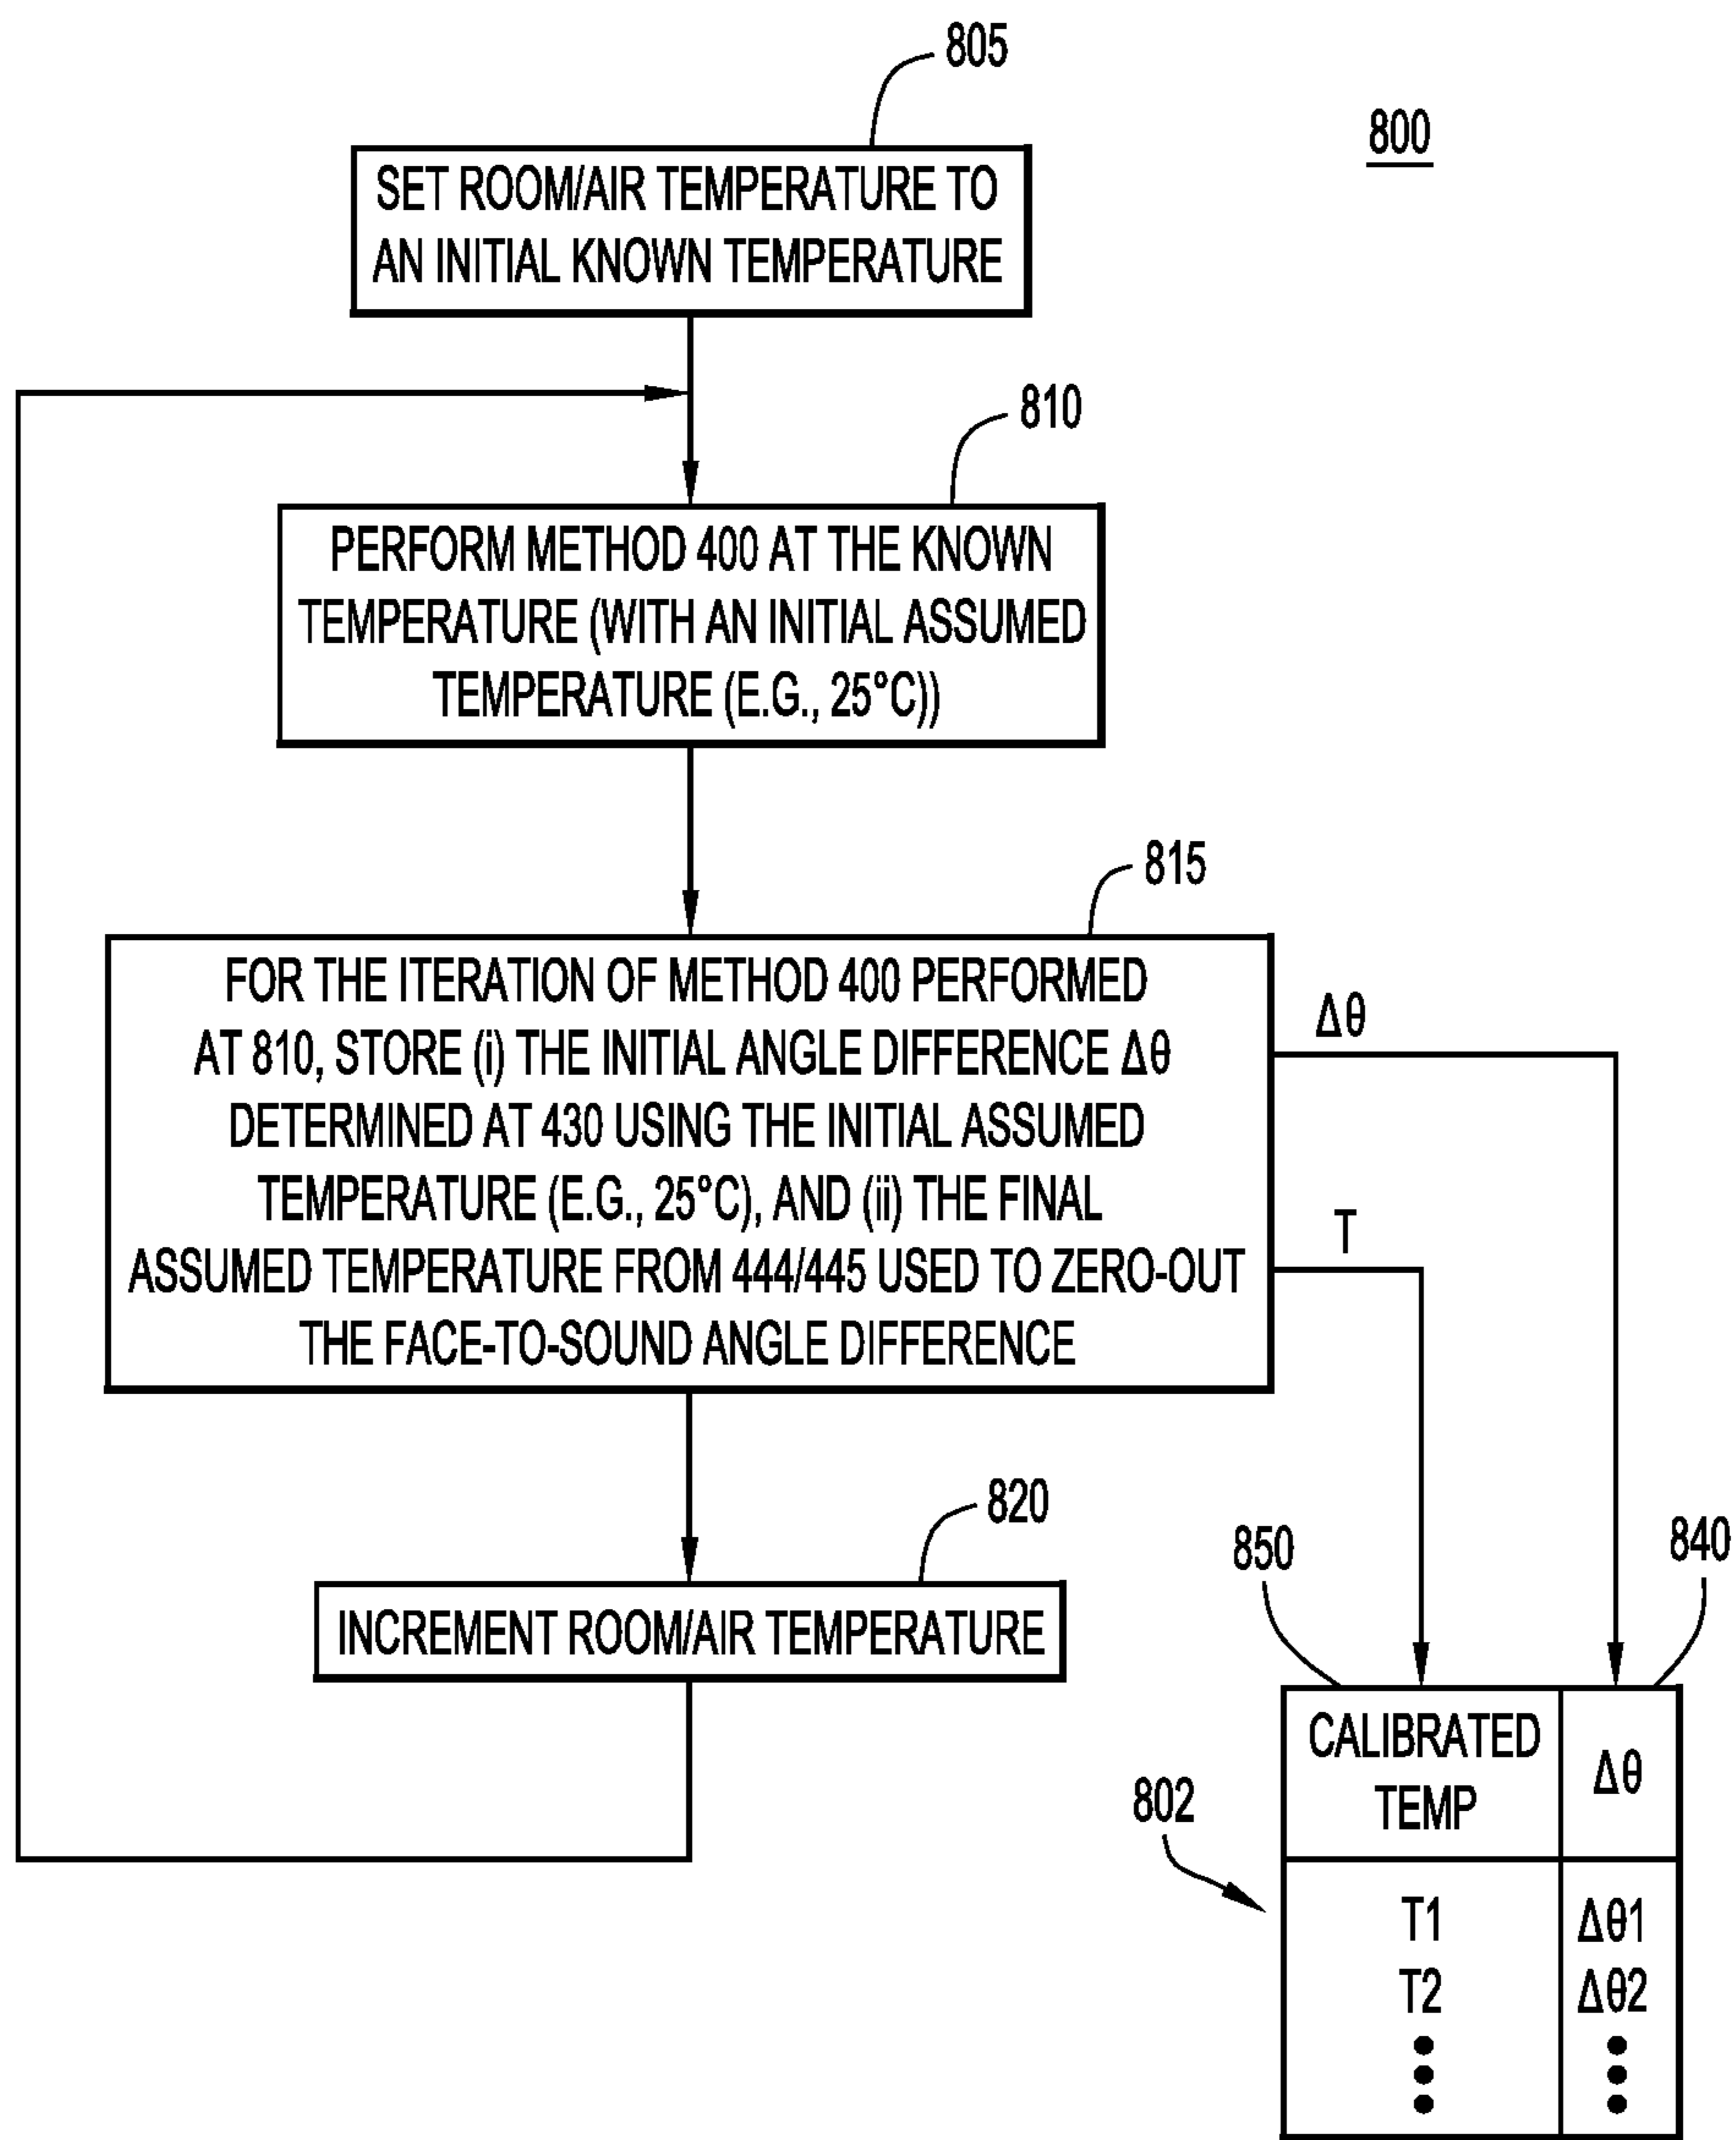 805
800
SET ROOM/AIR TEMPERATURE TO
AN INITIAL KNOWN TEMPERATURE
810
PERFORM METHOD 400 AT THE KNOWN
TEMPERATURE (WITH AN INITIAL ASSUMED
TEMPERATURE (E.G., 25°C))
815
FOR THE ITERATION OF METHOD 400 PERFORMED
AT 810, STORE (i) THE INITIAL ANGLE DIFFERENCE Δθ
DETERMINED AT 430 USING THE INITIAL ASSUMED
TEMPERATURE (E.G., 25°C), AND (ii) THE FINAL
ASSUMED TEMPERATURE FROM 444/445 USED TO ZERO-OUT
THE FACE-TO-SOUND ANGLE DIFFERENCE
Δθ
T
820
INCREMENT ROOM/AIR TEMPERATURE
850
840
802
CALIBRATED
TEMP
Δθ
T1 Δθ1
T2 Δθ2